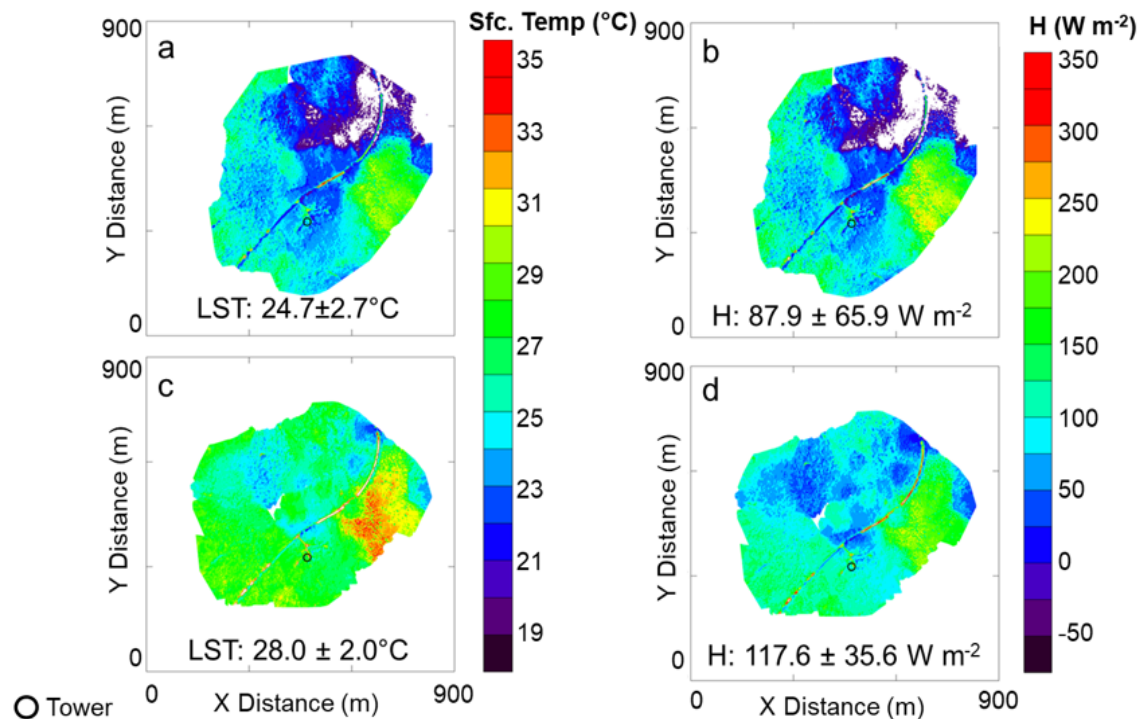 Sfc. Temp (°C)
H (W m-2)
900
a
35
33
31
29
27
25
23
21
19
Y Distance (m)
0
LST: 24.7±2.7°C
900
b
350
300
250
200
150
100
50
0
-50
Y Distance (m)
0
H: 87.9 ± 65.9 W m-2
900
c
Y Distance (m)
0
LST: 28.0 ± 2.0°C
0
X Distance (m)
900
900
d
Y Distance (m)
0
H: 117.6 ± 35.6 W m-2
0
X Distance (m)
900
Tower